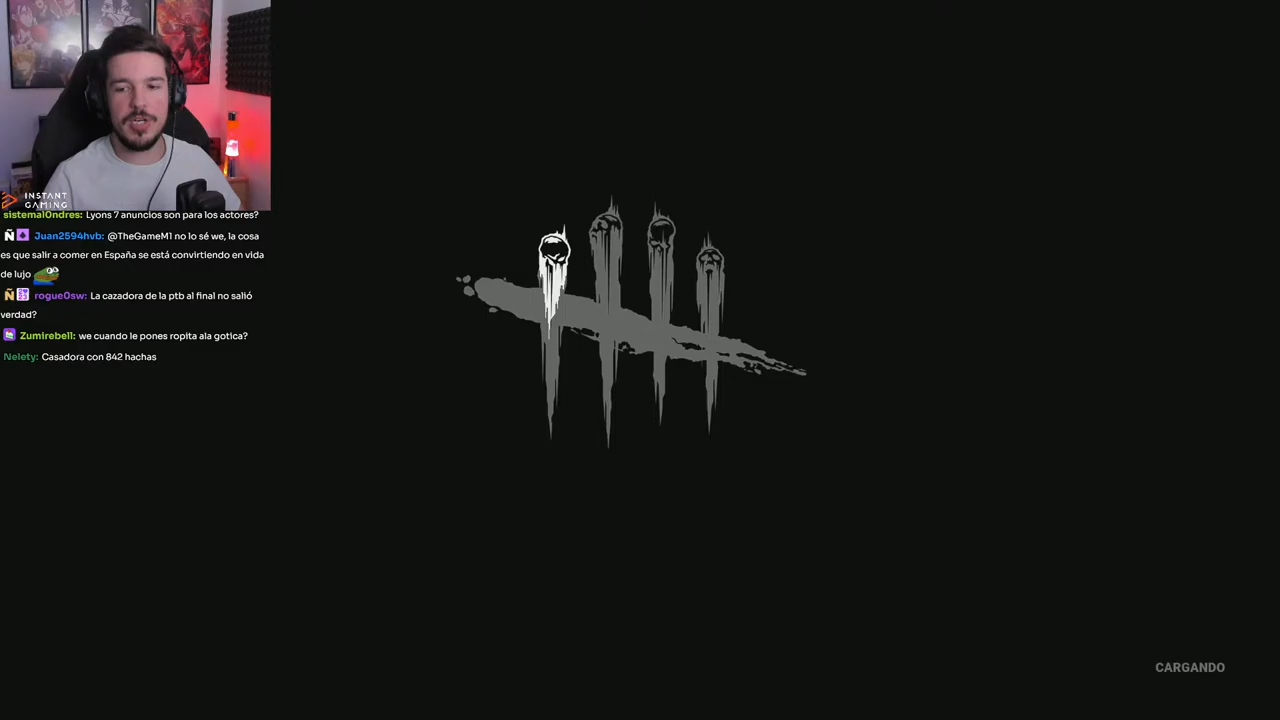 INSTANT
GAMING
sistemal0ndres: Lyons 7 anuncios son para los actores?
Ñ Juan2594hvb: @TheGameM1 no lo sé we, la cosa
es que salir a comer en España se está convirtiendo en vida
de lujo
Ñ rogue0sw: La cazadora de la ptb al final no salió
verdad?
Zumirebell: we cuando le pones ropita ala gotica?
Nelety: Casadora con 842 hachas
CARGANDO